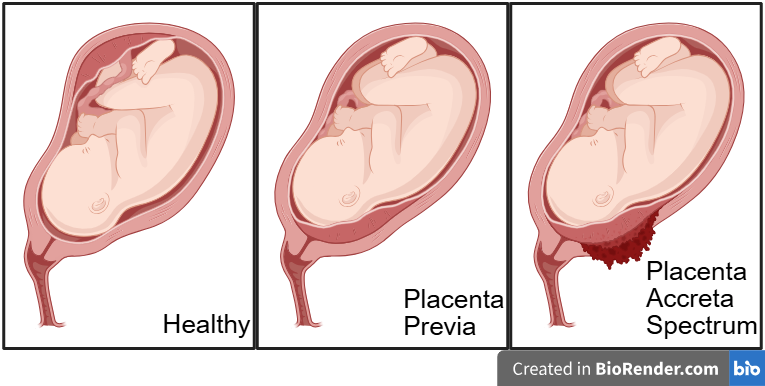 Healthy
Placenta
Previa
Placenta
Accreta
Spectrum
Created in BioRender.com bio